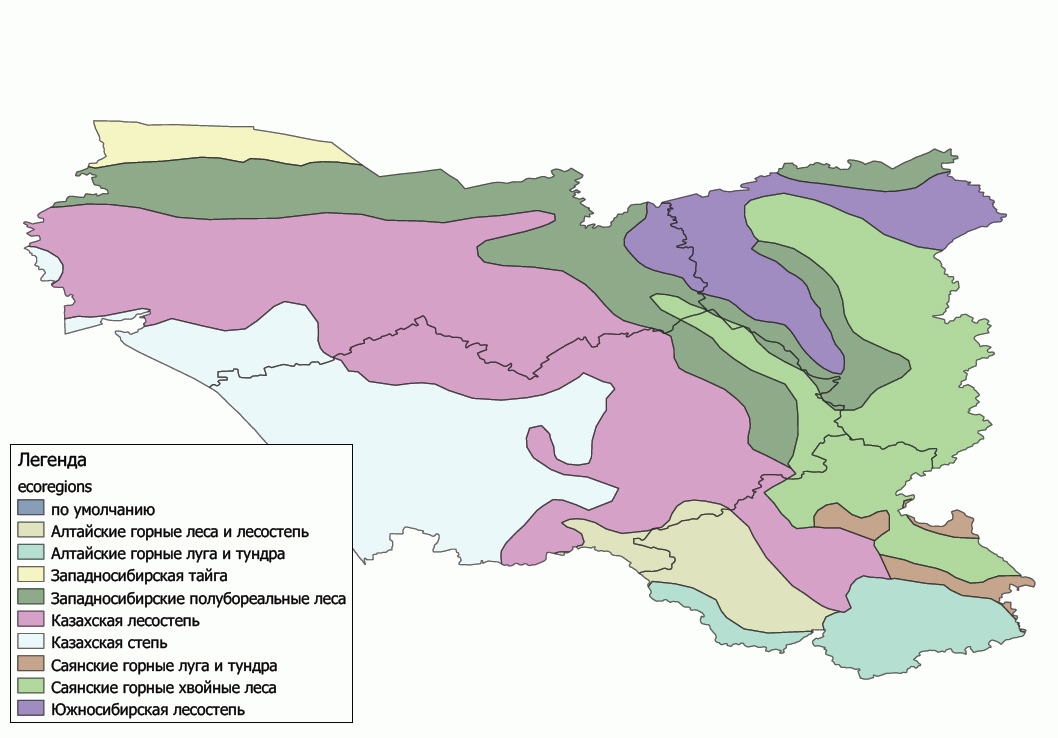 Легенда
ecoregions
по умолчанию
Алтайские горные леса и лесостепь
Алтайские горные луга и тундра
Западносибирская тайга
Западносибирские полубореальные леса
Казахская лесостепь
Казахская степь
Саянские горные луга и тундра
Саянские горные хвойные леса
Южносибирская лесостепь